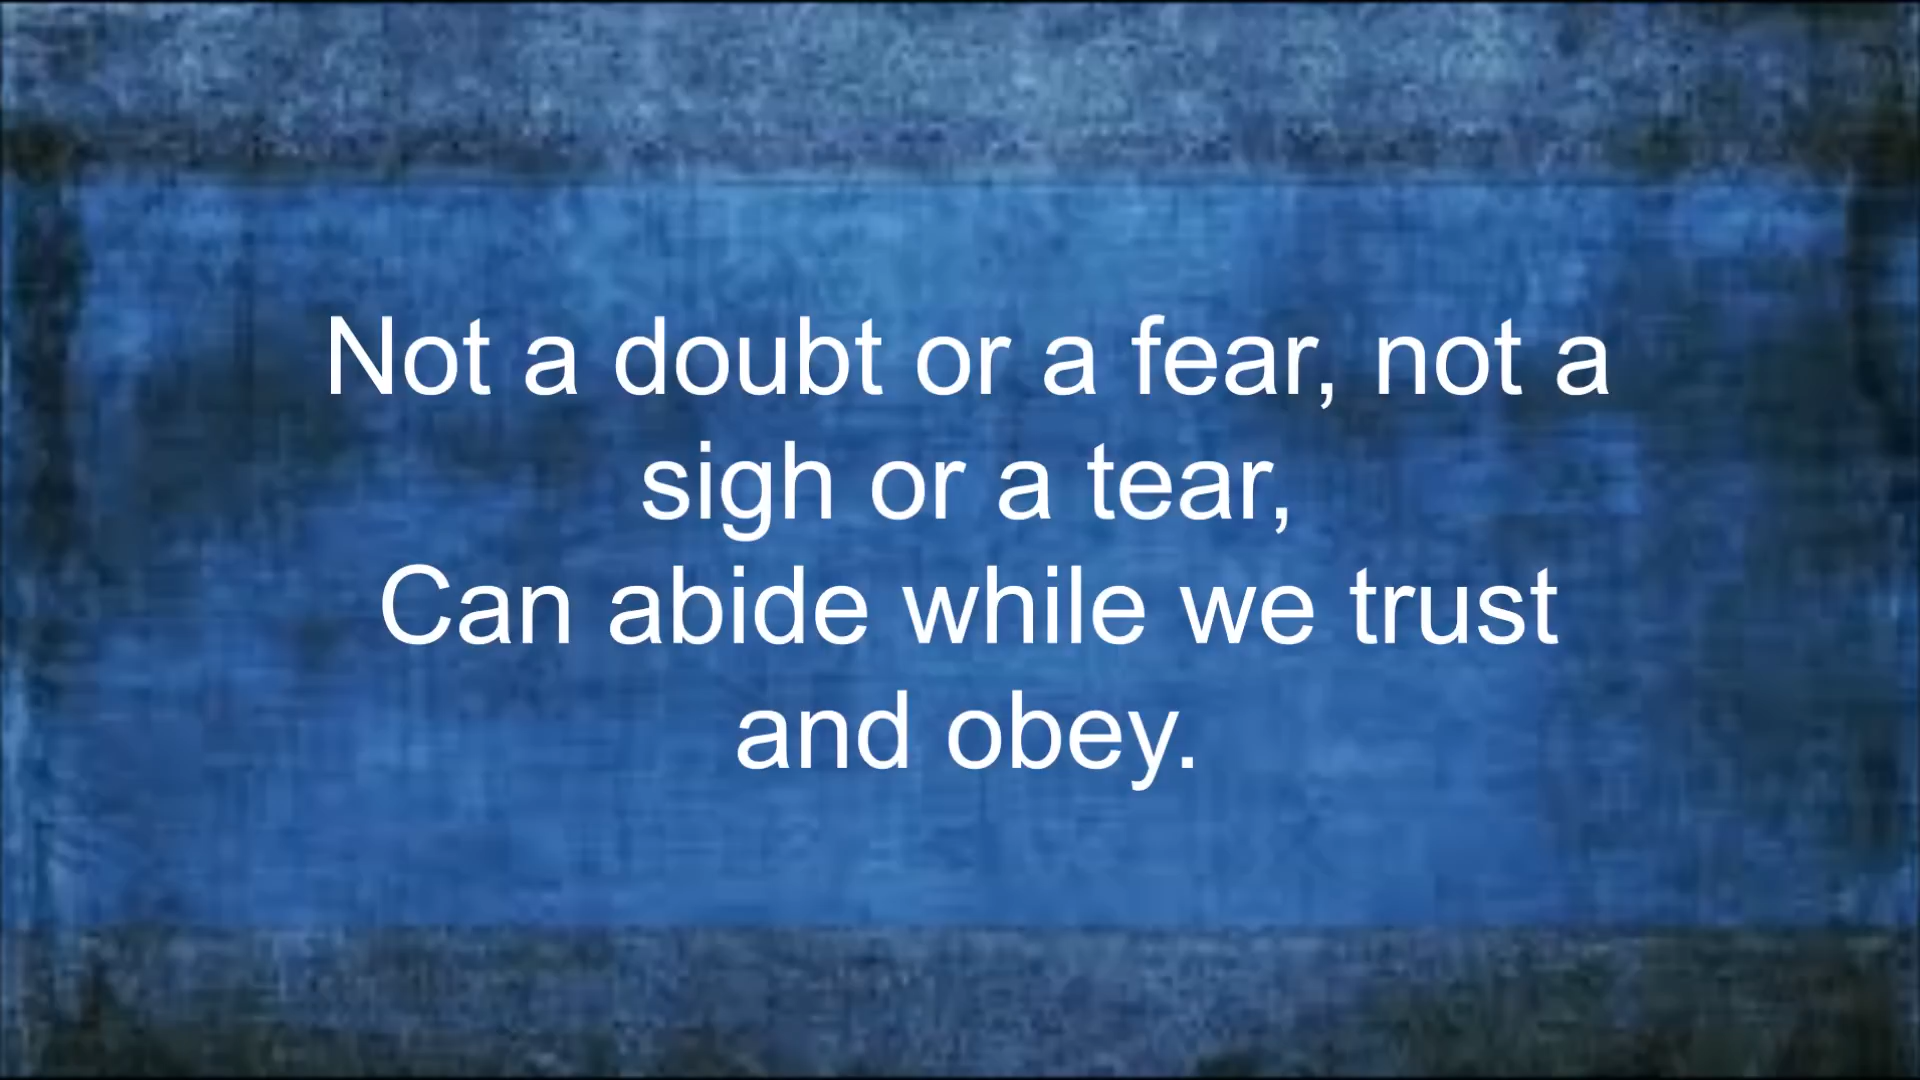 Not a doubt or a fear, not a
sigh or a tear,
Can abide while we trust
and obey.